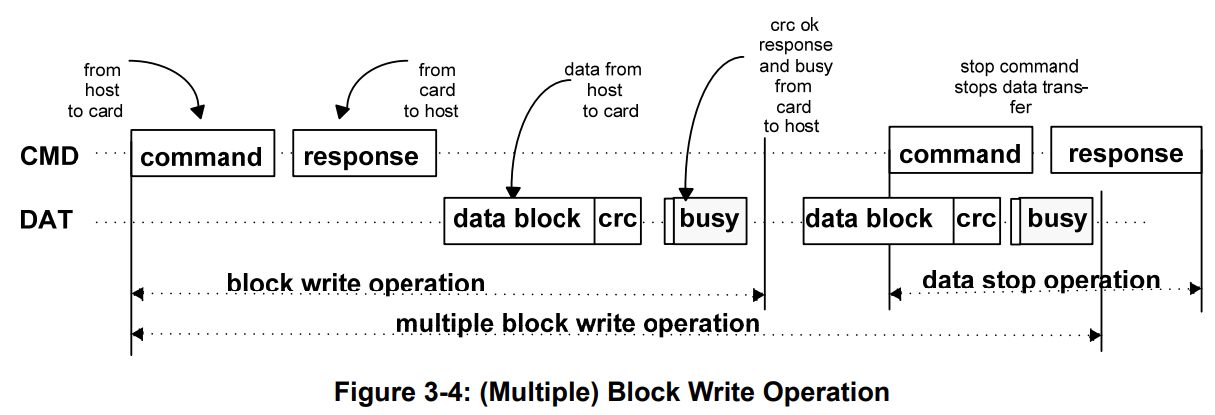 from
host
to card
from
card
to host
data from
host
to card
crc ok
response
and busy
from
card
to host
stop command
stops data trans-
fer
CMD
command
response
command
response
DAT
data block
crc
busy
data block
crc
busy
block write operation
data stop operation
multiple block write operation
Figure 3-4: (Multiple) Block Write Operation